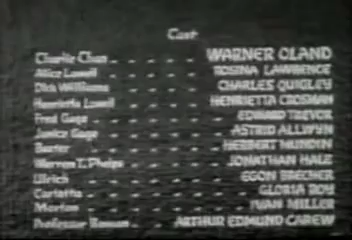 Cast
Charlie Chan WARNER OLAND
Alice Lowell ROSINA LAWRENCE
Dick Williams CHARLES QUIGLEY
Henrietta Lowell HENRIETTA CROSMAN
Fred Gage EDWARD TREVOR
Janice Gage ASTRID ALLWYN
Baxter HERBERT MUNDIN
Warren T. Phelps JONATHAN HALE
Ulrich EGON BRECHER
Carlotta GLORIA ROY
Morton IVAN MILLER
Professor Bowan ARTHUR EDMUND CAREW